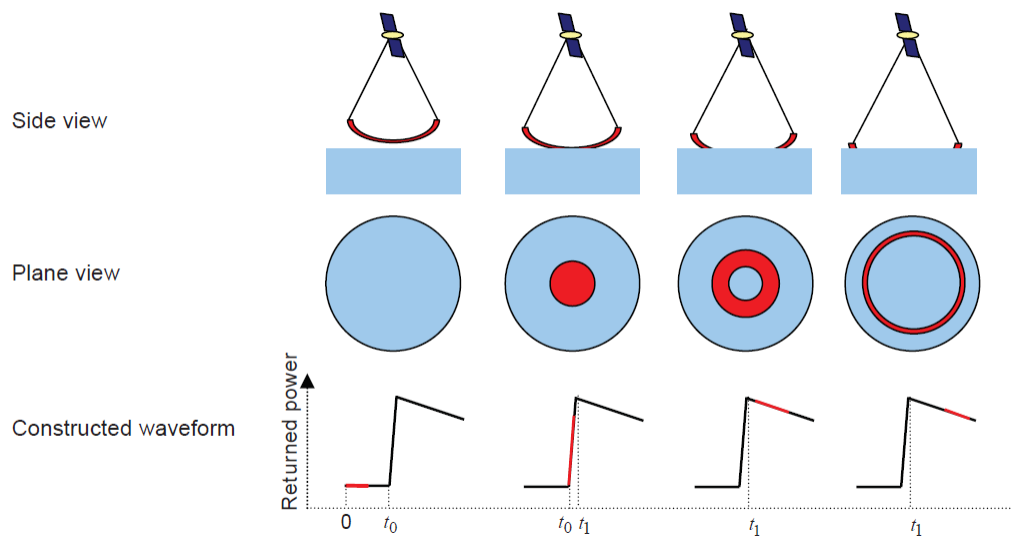 Side view
Plane view
Constructed waveform
Returned power
0 t0 t0 t1 t1 t1